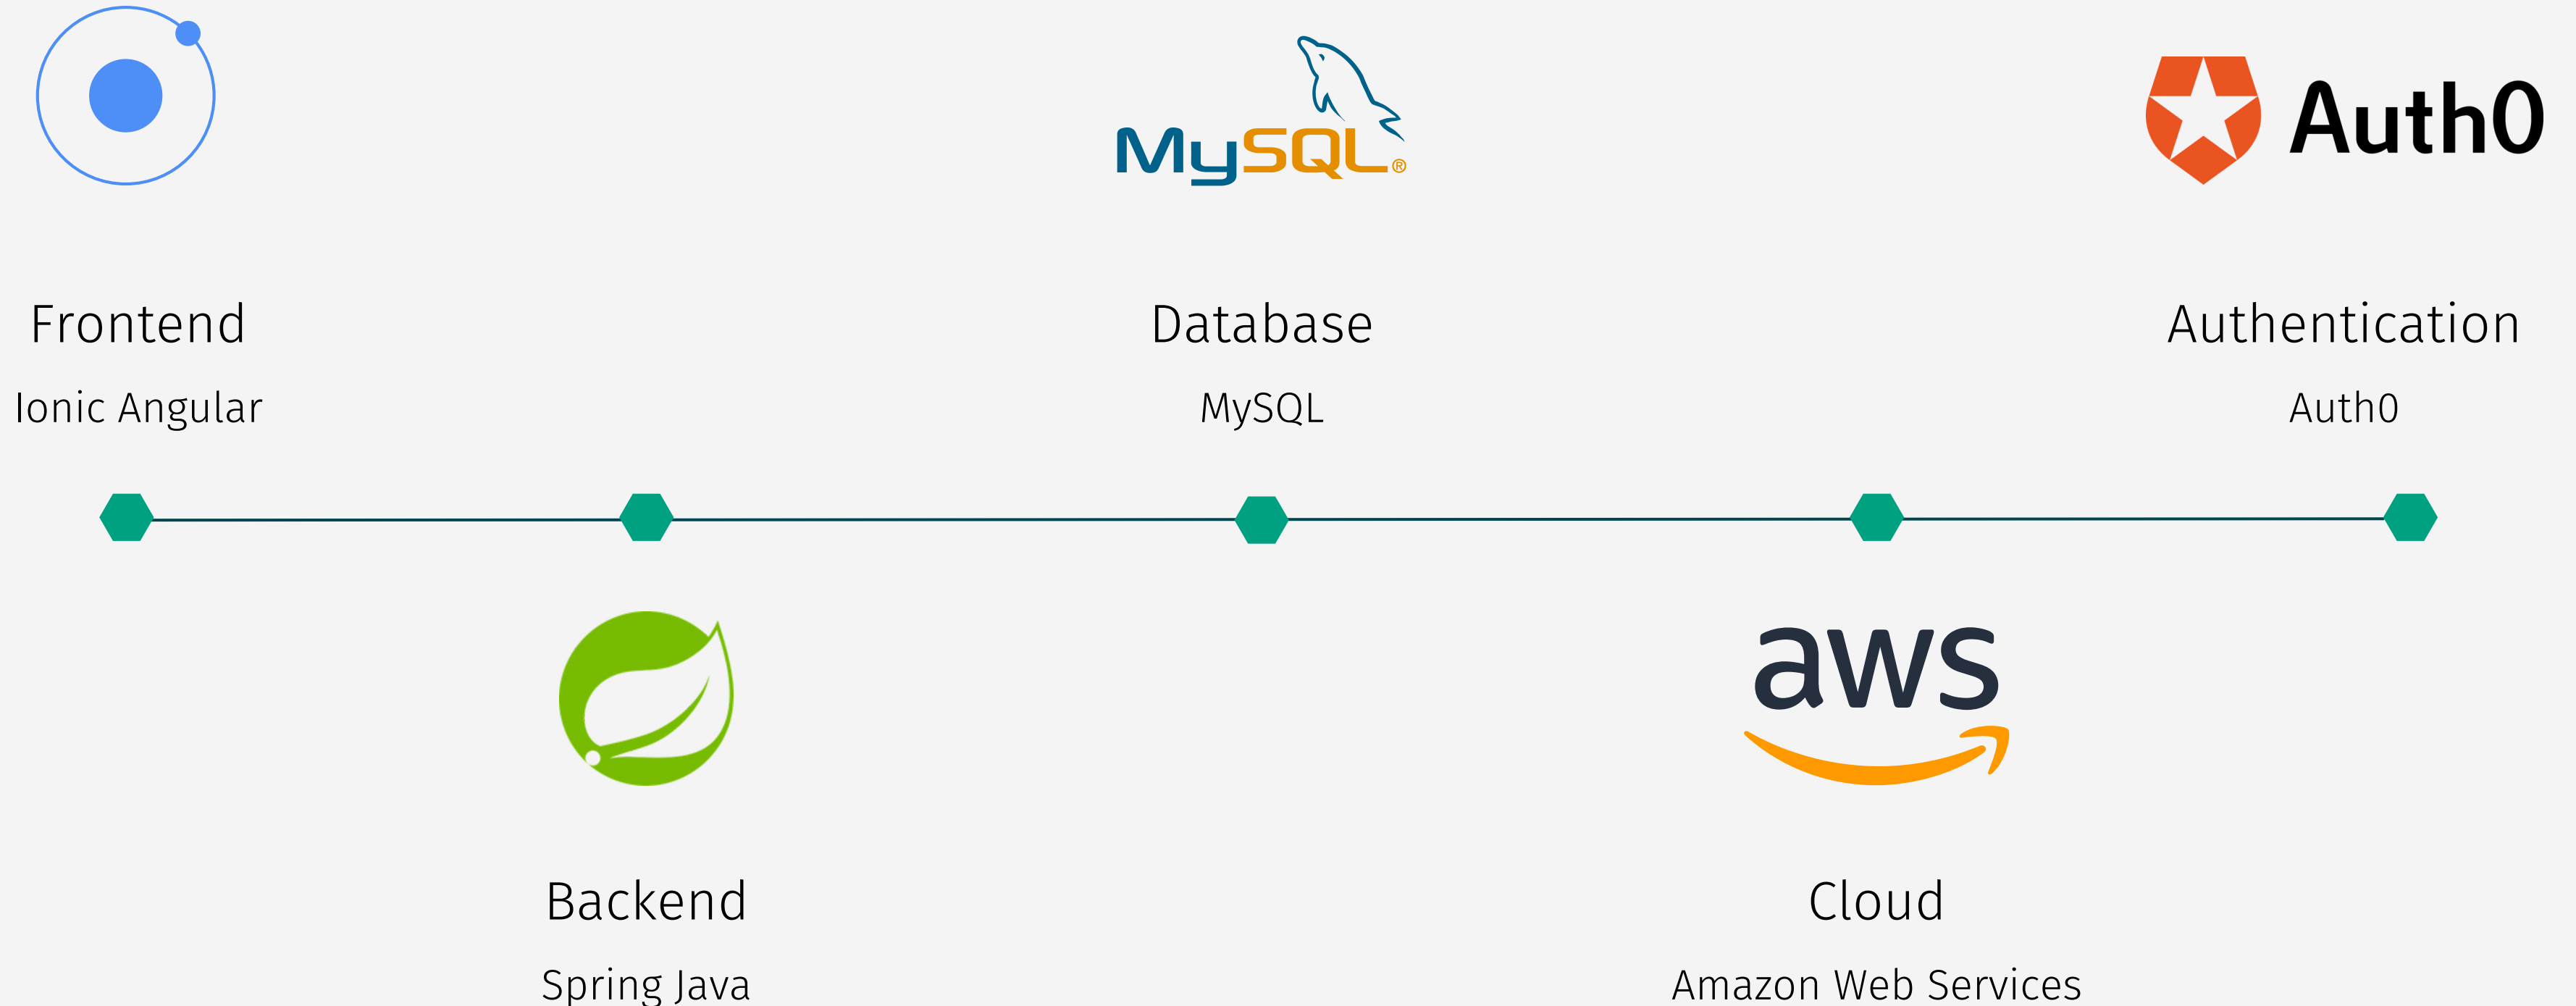 MySQL®
Auth0
Frontend
Ionic Angular
Database
MySQL
Authentication
Auth0
aws
Backend
Spring Java
Cloud
Amazon Web Services